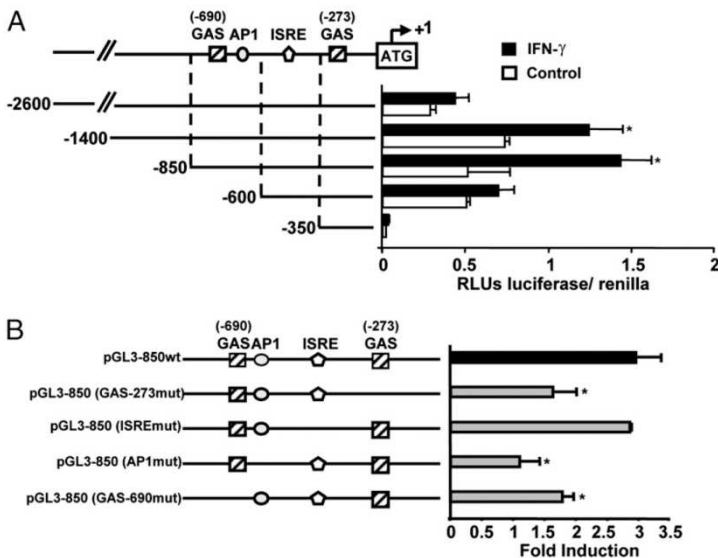 A
(-690) (-273)
GAS AP1 ISRE GAS +1
ATG
IFN-γ
Control
-2600
-1400
*
-850
*
-600
-350
0 0.5 1 1.5 2
RLUs luciferase/ renilla
B
(-690) (-273)
GAS AP1 ISRE GAS
pGL3-850wt
pGL3-850 (GAS-273mut)
*
pGL3-850 (ISREmut)
pGL3-850 (AP1mut)
*
pGL3-850 (GAS-690mut)
*
0 0.5 1 1.5 2 2.5 3 3.5
Fold Induction